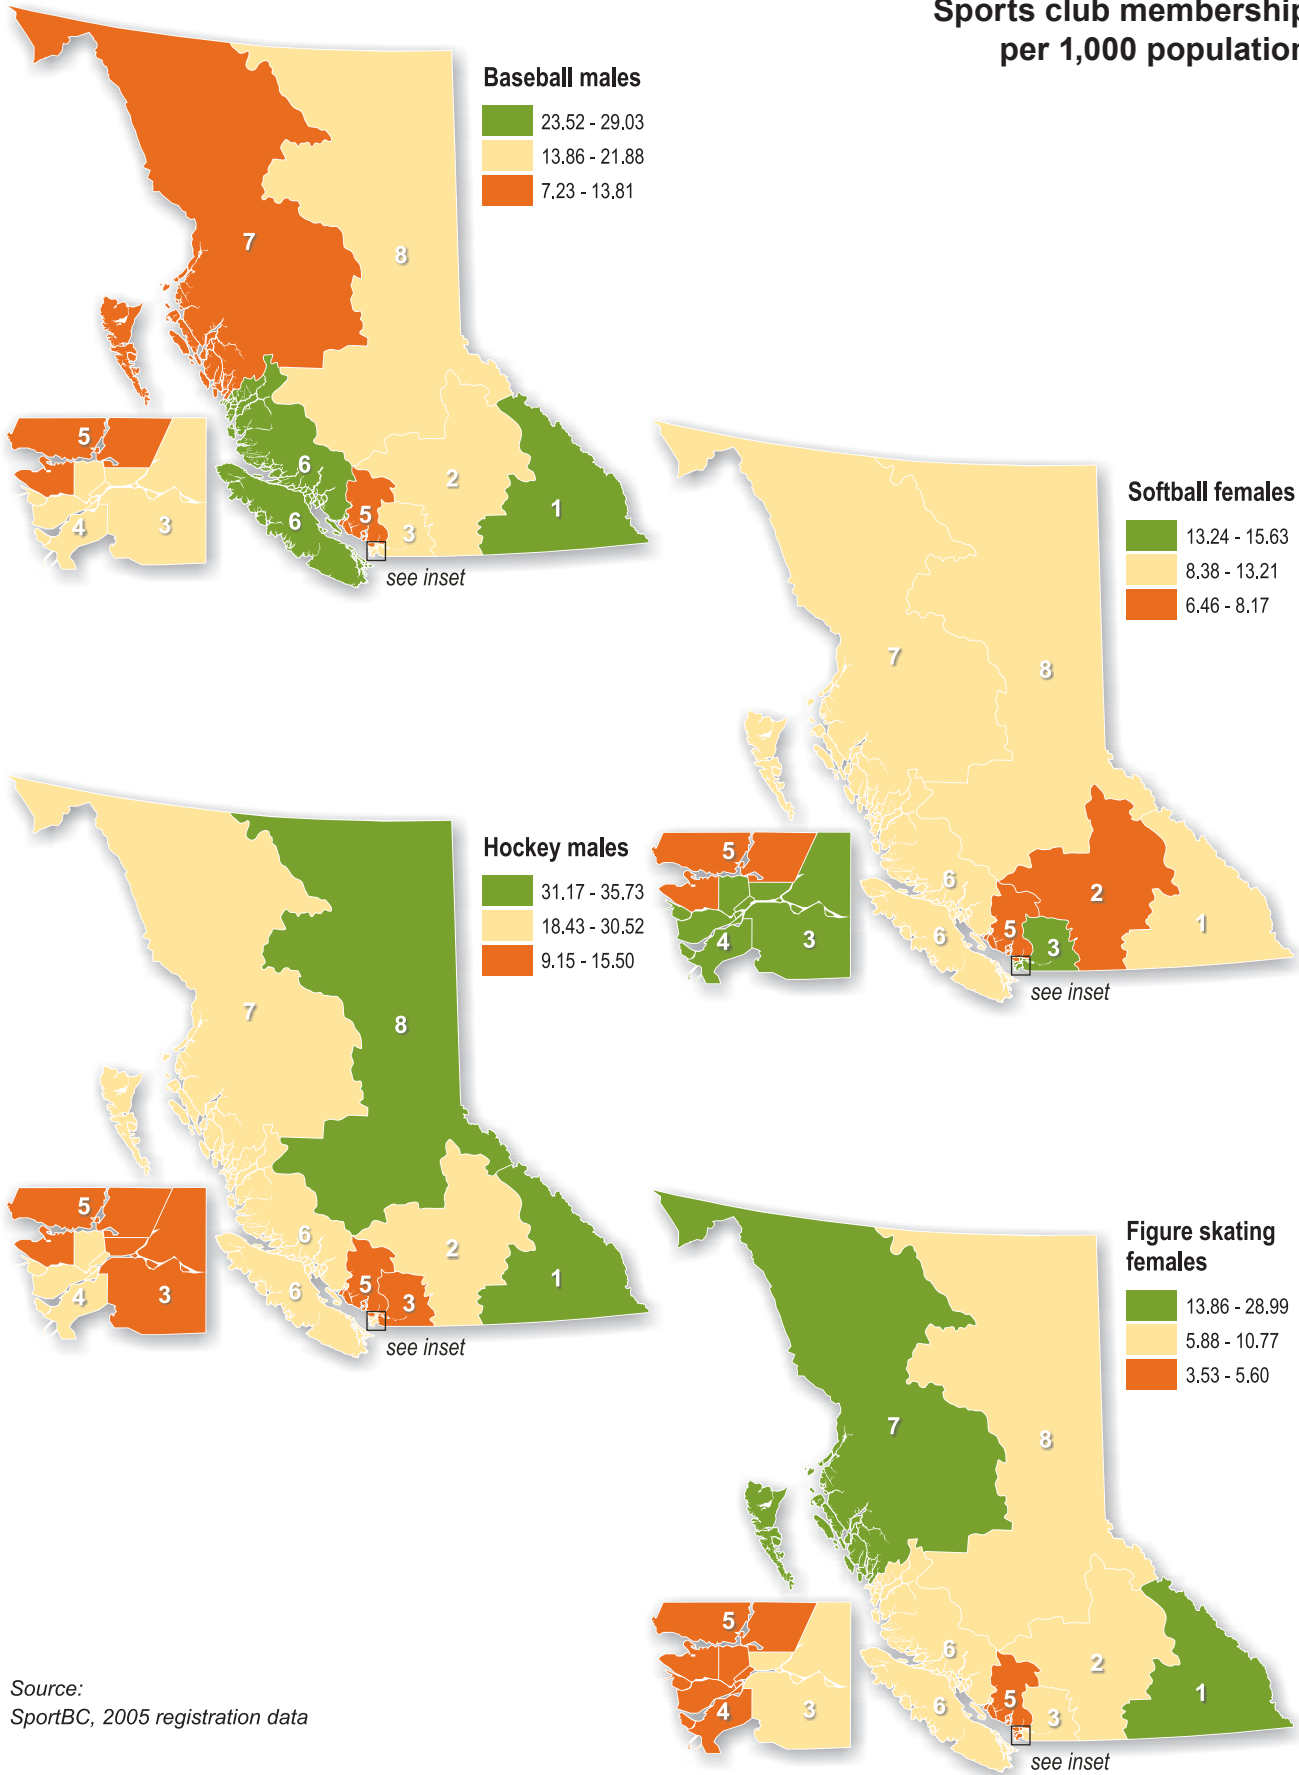 Sports club membership
per 1,000 population
Baseball males
23.52 - 29.03
13.86 - 21.88
7.23 - 13.81
7
8
6
6
2
1
5
3
5
4
3
see inset
Softball females
13.24 - 15.63
8.38 - 13.21
6.46 - 8.17
7
8
6
6
2
1
5
3
5
4
3
see inset
Hockey males
31.17 - 35.73
18.43 - 30.52
9.15 - 15.50
7
8
6
6
2
1
5
3
5
4
3
see inset
Figure skating
females
13.86 - 28.99
5.88 - 10.77
3.53 - 5.60
7
8
6
6
2
1
5
3
5
4
3
see inset
Source:
SportBC, 2005 registration data